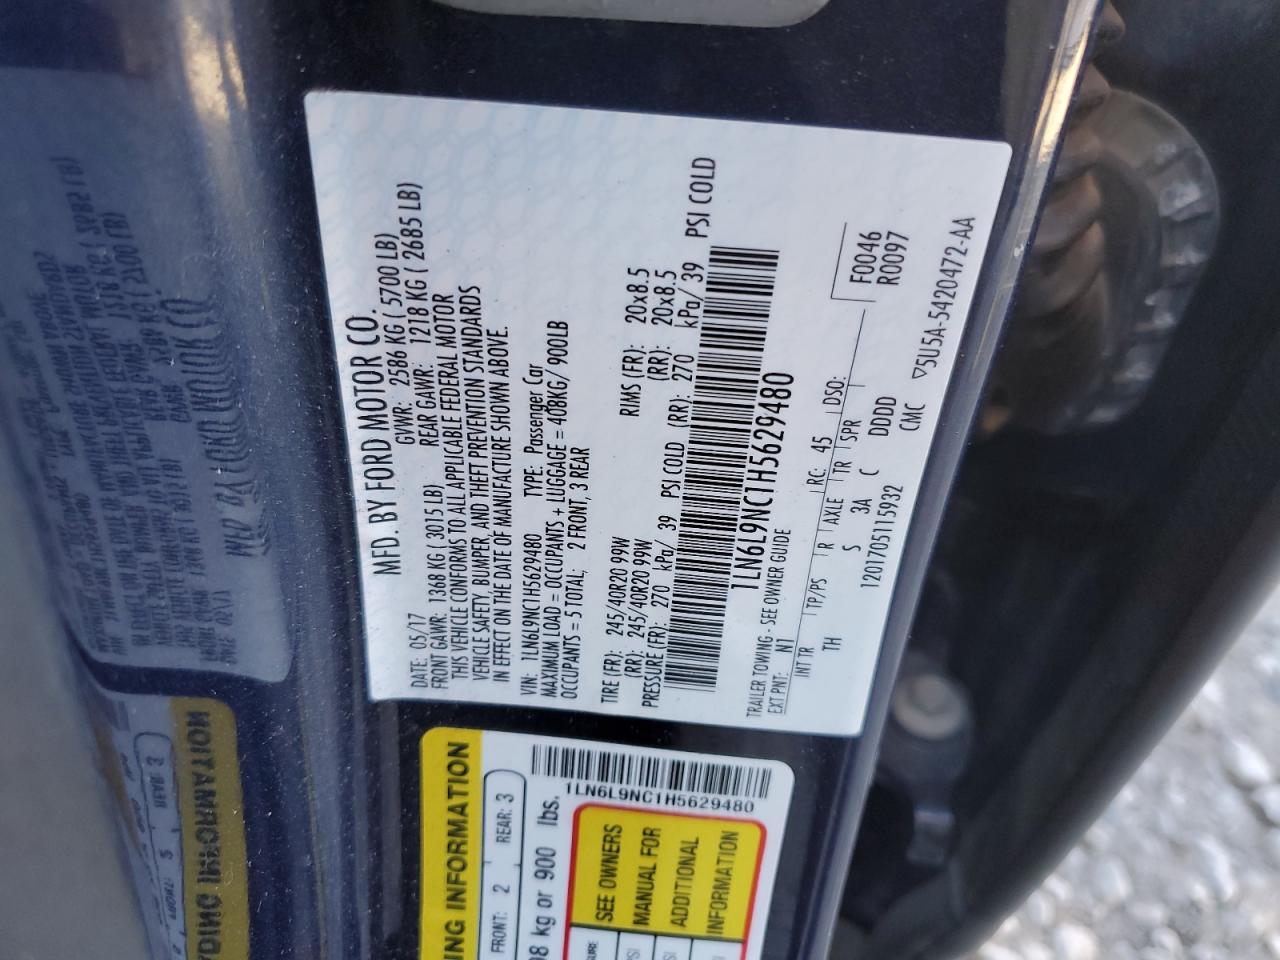 MFD. BY FORD MOTOR CO.
DATE: 05/17 GVWR: 2586 KG ( 5700 LB)
FRONT GAWR: 1368 KG ( 3015 LB) REAR GAWR: 1218 KG ( 2685 LB)
THIS VEHICLE CONFORMS TO ALL APPLICABLE FEDERAL MOTOR
VEHICLE SAFETY, BUMPER, AND THEFT PREVENTION STANDARDS
IN EFFECT ON THE DATE OF MANUFACTURE SHOWN ABOVE.
VIN: 1LN6L9NC1H5629480 TYPE: Passenger Car
MAXIMUM LOAD = OCCUPANTS + LUGGAGE = 408KG/ 900LB
OCCUPANTS = 5 TOTAL; 2 FRONT, 3 REAR
TIRE (FR): 245/40R20 99W RIMS (FR): 20x8.5
(RR): 245/40R20 99W (RR): 20x8.5
PRESSURE (FR): 270 kPa/ 39 PSI COLD (RR): 270 kPa/ 39 PSI COLD
1LN6L9NC1H5629480
TRAILER TOWING - SEE OWNER GUIDE
EXT PNT: N1 RC: 45 DSO: F0046
R0097
INT TR TP/PS R AXLE TR SPR
TH S 3A C DDDD
1201705115932 CMC ▽5U5A-5420472-AA
ING INFORMATION
FRONT: 2 REAR: 3
08 kg or 900 lbs.
1LN6L9NC1H5629480
SEE OWNERS
MANUAL FOR
ADDITIONAL
INFORMATION